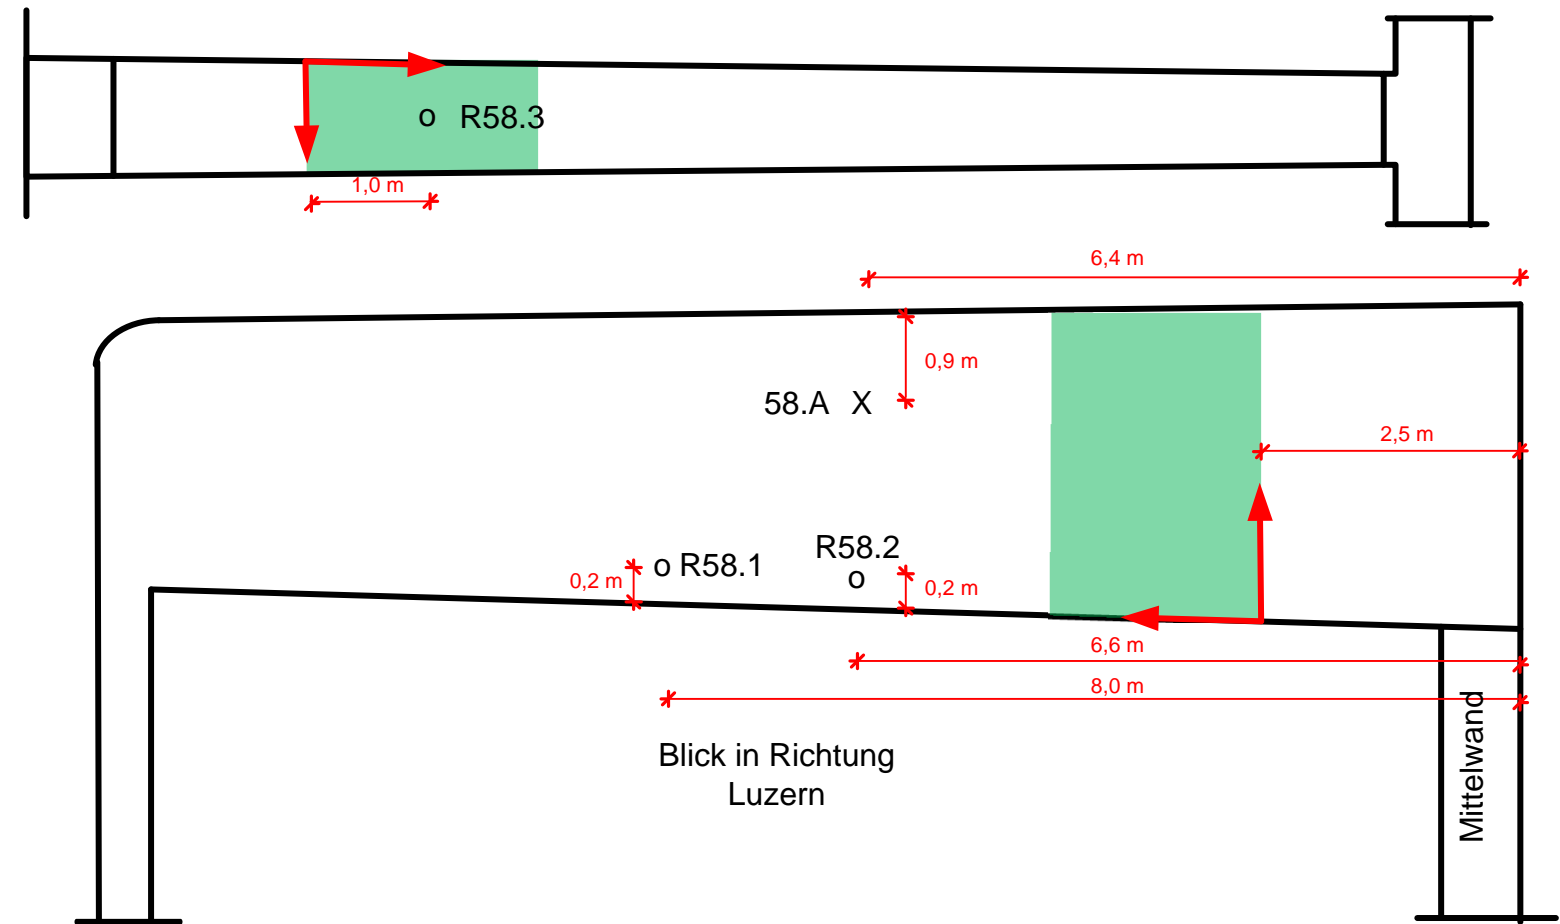 o R58.3
1,0 m
6,4 m
0,9 m
58.A X
2,5 m
R58.2
o R58.1
o
0,2 m
0,2 m
6,6 m
8,0 m
Blick in Richtung
Luzern
Mittelwand